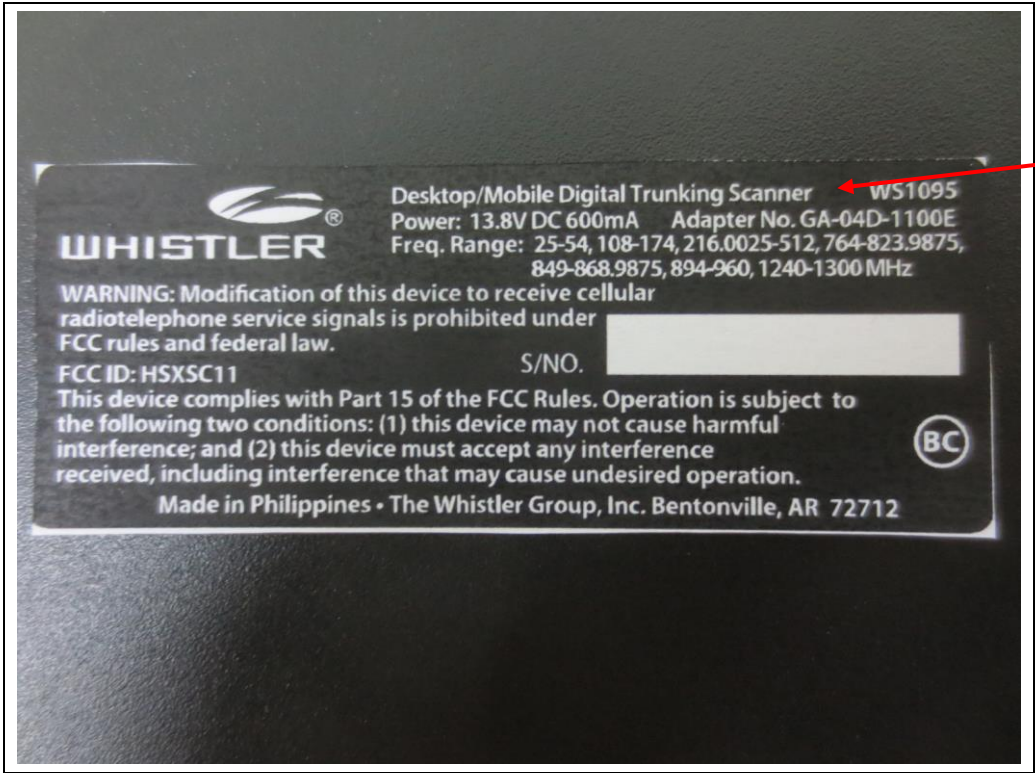 WHISTLER ®
Desktop/Mobile Digital Trunking Scanner WS1095
Power: 13.8V DC 600mA Adapter No. GA-04D-1100E
Freq. Range: 25-54, 108-174, 216.0025-512, 764-823.9875,
849-868.9875, 894-960, 1240-1300 MHz
WARNING: Modification of this device to receive cellular
radiotelephone service signals is prohibited under
FCC rules and federal law.
S/NO.
FCC ID: HSXSC11
This device complies with Part 15 of the FCC Rules. Operation is subject to
the following two conditions: (1) this device may not cause harmful
interference; and (2) this device must accept any interference
received, including interference that may cause undesired operation.
BC
Made in Philippines • The Whistler Group, Inc. Bentonville, AR 72712